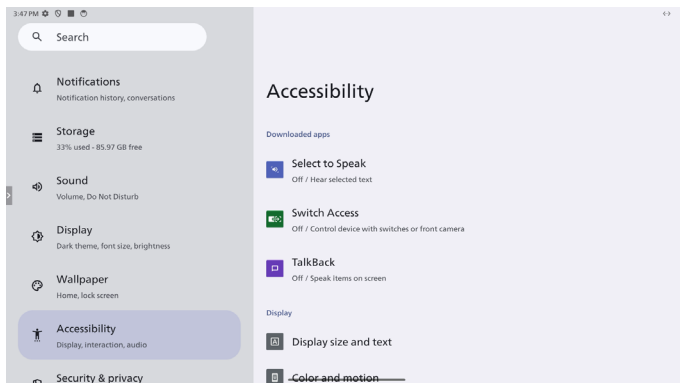 3:47 PM
Search
Notifications
Notification history, conversations
Storage
33% used - 85.97 GB free
Sound
Volume, Do Not Disturb
Display
Dark theme, font size, brightness
Wallpaper
Home, lock screen
Accessibility
Display, interaction, audio
Security & privacy
Accessibility
Downloaded apps
Select to Speak
Off / Hear selected text
Switch Access
Off / Control device with switches or front camera
TalkBack
Off / Speak items on screen
Display
Display size and text
Color and motion